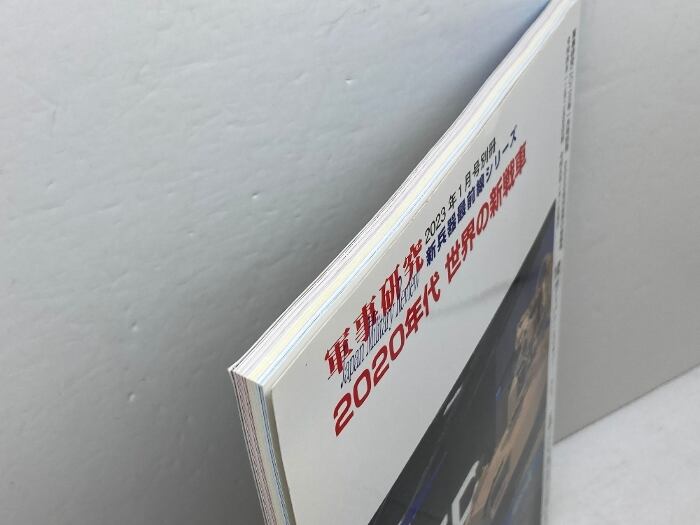 軍事研究
Japan Military Review
2023年1月号別冊
新兵器最前線シリーズ
2020年代 世界の新戦車